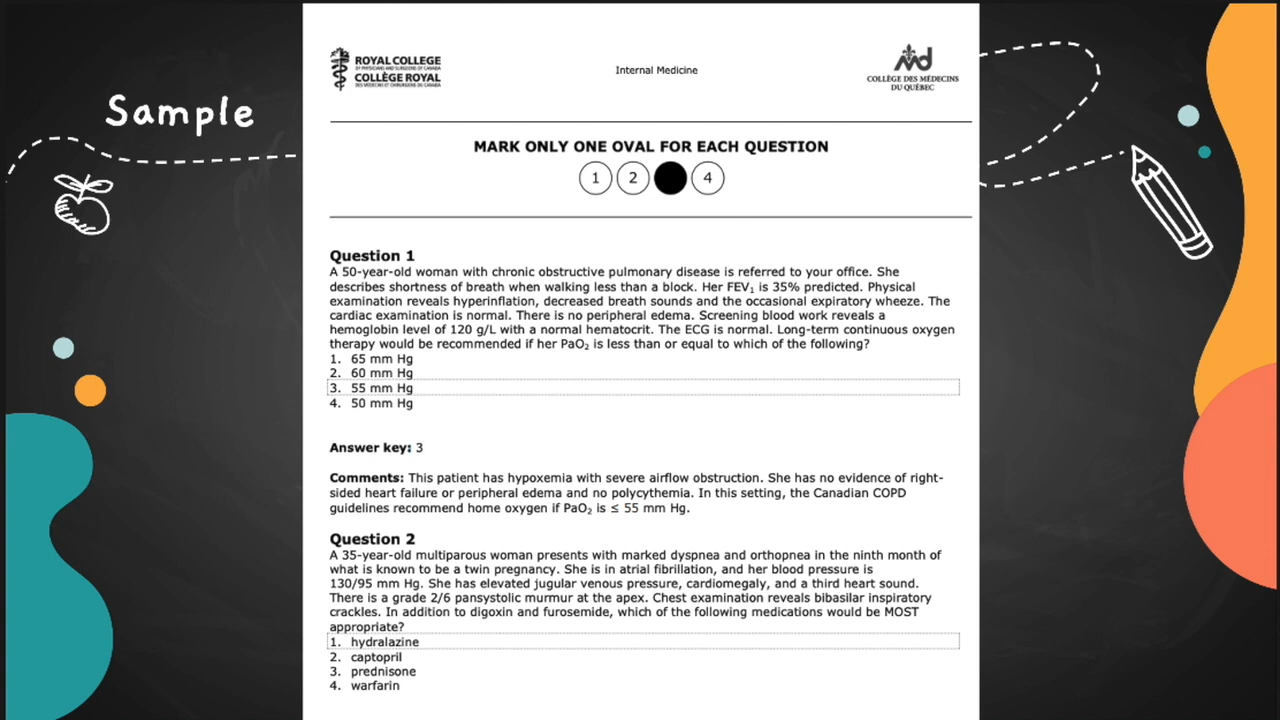 Sample
ROYAL COLLEGE
OF PHYSICIANS AND SURGEONS OF CANADA
COLLÈGE ROYAL
DES MÉDECINS ET CHIRURGIENS DU CANADA
Internal Medicine
COLLÈGE DES MÉDECINS
DU QUÉBEC
MARK ONLY ONE OVAL FOR EACH QUESTION
1 2 4
Question 1
A 50-year-old woman with chronic obstructive pulmonary disease is referred to your office. She
describes shortness of breath when walking less than a block. Her FEV₁ is 35% predicted. Physical
examination reveals hyperinflation, decreased breath sounds and the occasional expiratory wheeze. The
cardiac examination is normal. There is no peripheral edema. Screening blood work reveals a
hemoglobin level of 120 g/L with a normal hematocrit. The ECG is normal. Long-term continuous oxygen
therapy would be recommended if her PaO₂ is less than or equal to which of the following?
1. 65 mm Hg
2. 60 mm Hg
3. 55 mm Hg
4. 50 mm Hg
Answer key: 3
Comments: This patient has hypoxemia with severe airflow obstruction. She has no evidence of right-
sided heart failure or peripheral edema and no polycythemia. In this setting, the Canadian COPD
guidelines recommend home oxygen if PaO₂ is ≤ 55 mm Hg.
Question 2
A 35-year-old multiparous woman presents with marked dyspnea and orthopnea in the ninth month of
what is known to be a twin pregnancy. She is in atrial fibrillation, and her blood pressure is
130/95 mm Hg. She has elevated jugular venous pressure, cardiomegaly, and a third heart sound.
There is a grade 2/6 pansystolic murmur at the apex. Chest examination reveals bibasilar inspiratory
crackles. In addition to digoxin and furosemide, which of the following medications would be MOST
appropriate?
1. hydralazine
2. captopril
3. prednisone
4. warfarin